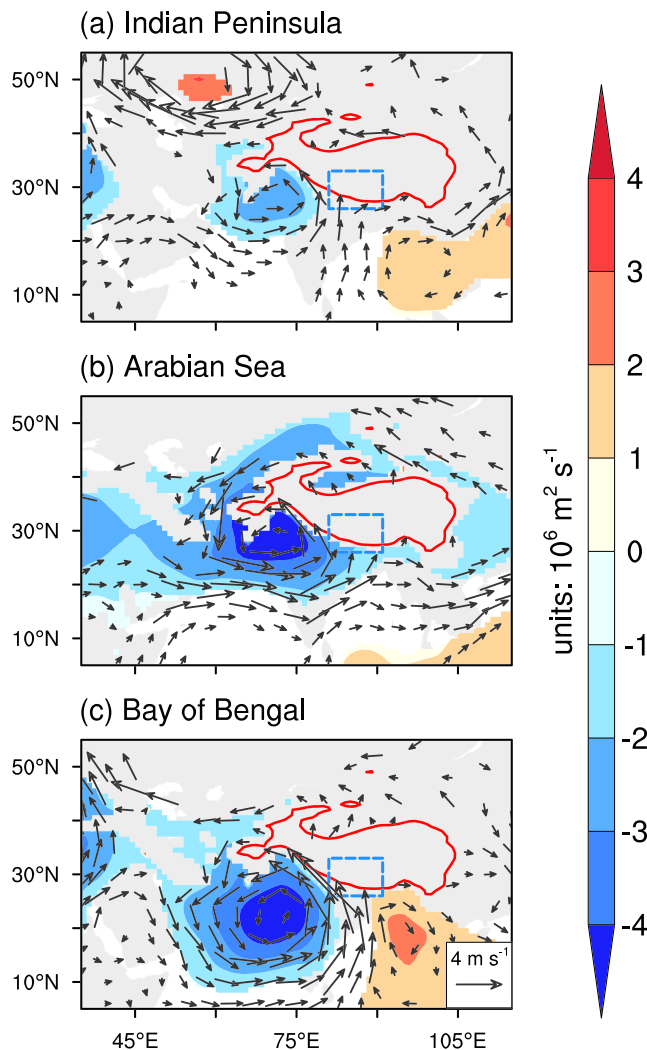 (a) Indian Peninsula
50°N
30°N
10°N
(b) Arabian Sea
50°N
30°N
10°N
(c) Bay of Bengal
50°N
30°N
10°N
4 m s⁻¹
45°E 75°E 105°E
4
3
2
1
0
-1
-2
-3
-4
units: 10⁶ m² s⁻¹